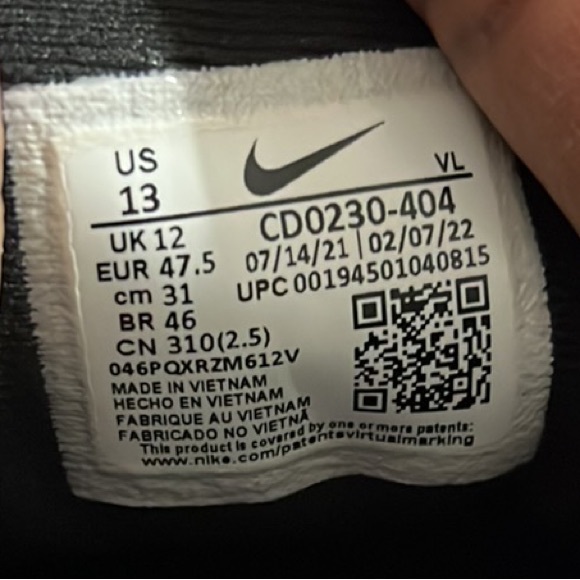 US
13
VL
UK 12
EUR 47.5
cm 31
BR 46
CN 310(2.5)
CD0230-404
07/14/21 | 02/07/22
UPC 00194501040815
046PQXRZM612V
MADE IN VIETNAM
HECHO EN VIETNAM
FABRIQUE AU VIETNAM
FABRICADO NO VIETNÃ
This product is covered by one or more patents:
www.nike.com/patentsvirtualmarking